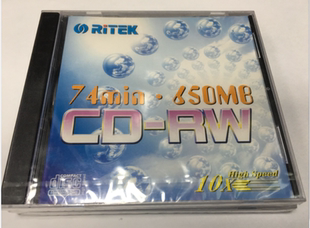 RiTEK
74min • 650MB
CD-RW
High Speed
10X